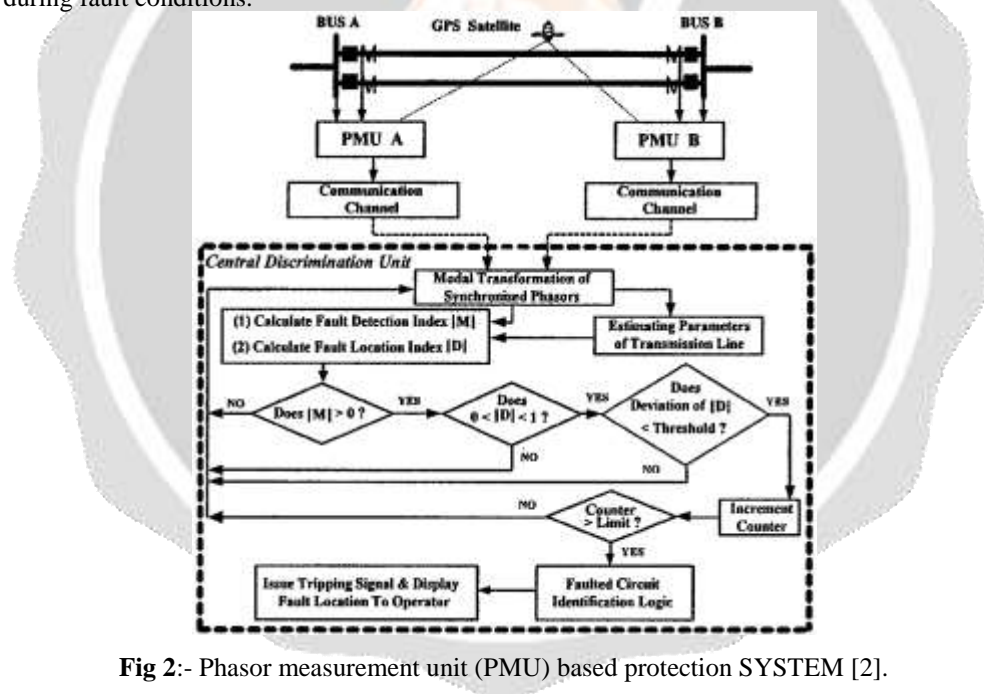 during fault conditions.
BUS A
GPS Satellite
BUS B
PMU A
PMU B
Communication
Channel
Communication
Channel
Central Discrimination Unit
Modal Transformation of
Synchronised Phasors
(1) Calculate Fault Detection Index |M|
(2) Calculate Fault Location Index |D|
Estimating Parameters
of Transmission Line
NO
Does |M| > 0 ?
YES
Does
0 < |D| < 1 ?
YES
Does
Deviation of |D|
< Threshold ?
YES
NO
NO
NO
Counter
> Limit ?
Increment
Counter
YES
Issue Tripping Signal & Display
Fault Location To Operator
Faulted Circuit
Identification Logic
Fig 2:- Phasor measurement unit (PMU) based protection SYSTEM [2].